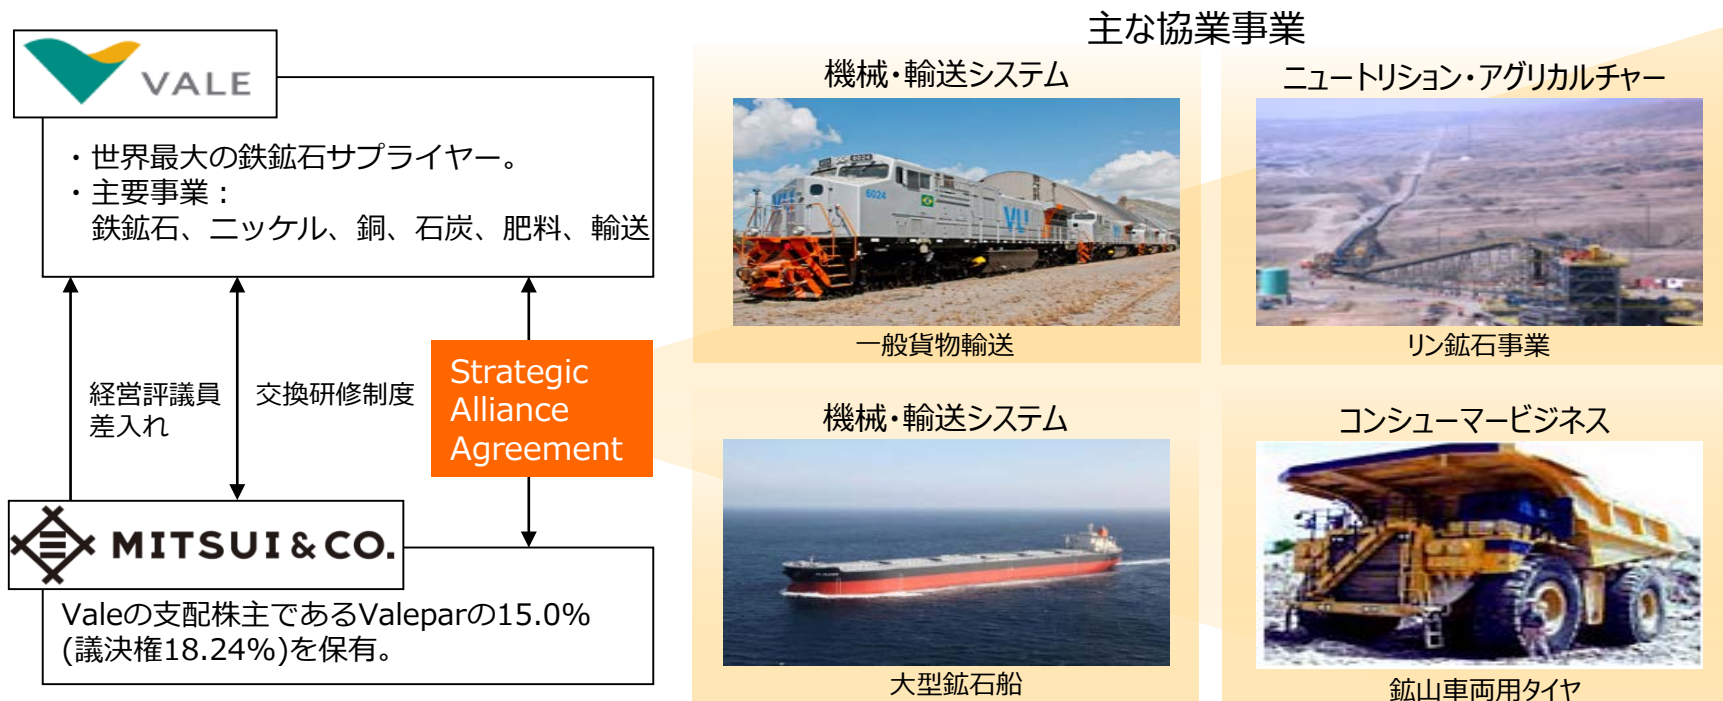 主な協業事業
VALE
・世界最大の鉄鉱石サプライヤー。
・主要事業：
鉄鉱石、ニッケル、銅、石炭、肥料、輸送
経営評議員
差入れ
交換研修制度
Strategic
Alliance
Agreement
MITSUI & CO.
Valeの支配株主であるValeparの15.0%
(議決権18.24%)を保有。
機械・輸送システム
6024
6024
VLI
一般貨物輸送
ニュートリション・アグリカルチャー
リン鉱石事業
機械・輸送システム
大型鉱石船
コンシューマービジネス
鉱山車両用タイヤ